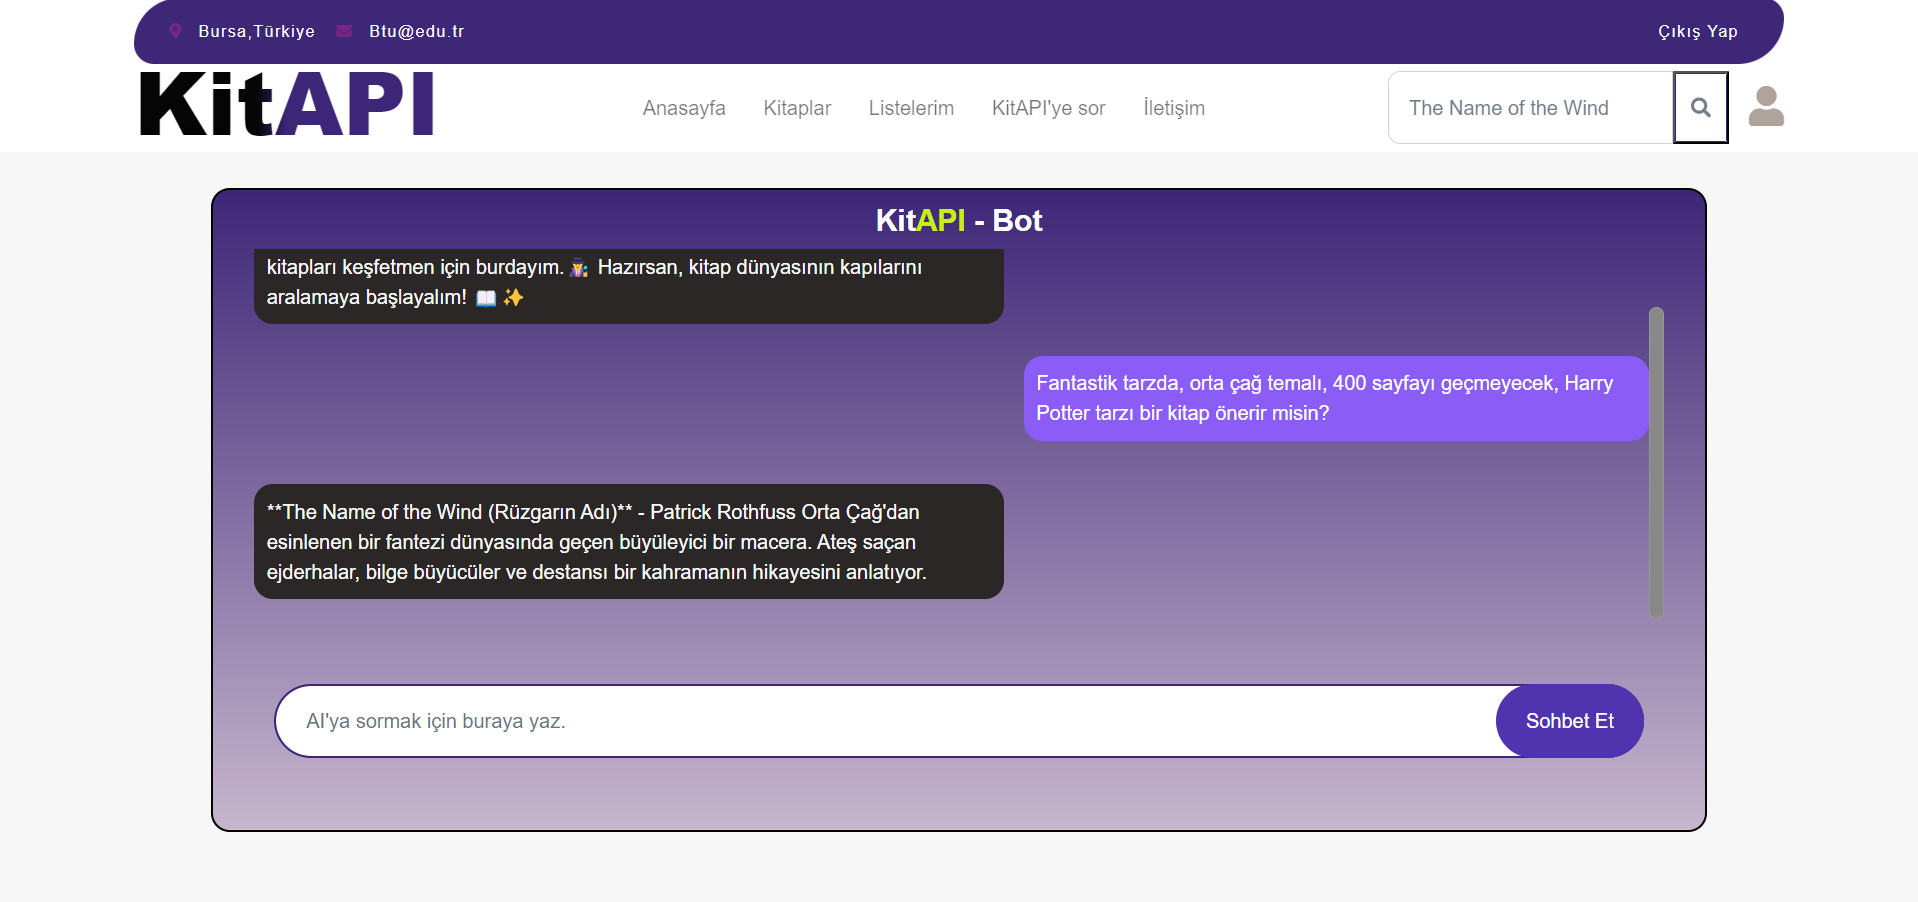 Bursa,Türkiye Btu@edu.tr Çıkış Yap
KitAPI
Anasayfa Kitaplar Listelerim KitAPI'ye sor İletişim The Name of the Wind
KitAPI - Bot
kitapları keşfetmen için burdayım. 🧙‍♀️ Hazırsan, kitap dünyasının kapılarını
aralamaya başlayalım! 📖 ✨
Fantastik tarzda, orta çağ temalı, 400 sayfayı geçmeyecek, Harry
Potter tarzı bir kitap önerir misin?
**The Name of the Wind (Rüzgarın Adı)** - Patrick Rothfuss Orta Çağ'dan
esinlenen bir fantezi dünyasında geçen büyüleyici bir macera. Ateş saçan
ejderhalar, bilge büyücüler ve destansı bir kahramanın hikayesini anlatıyor.
AI'ya sormak için buraya yaz. Sohbet Et